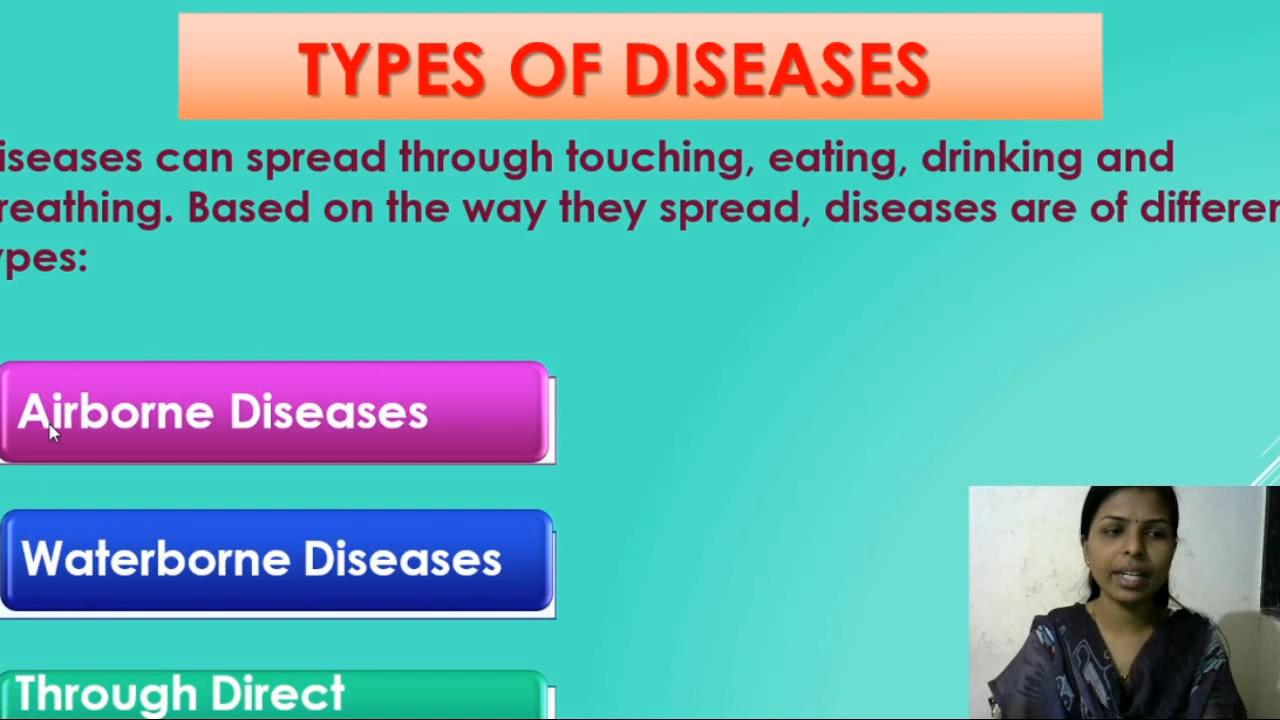 TYPES OF DISEASES
iseases can spread through touching, eating, drinking and
reathing. Based on the way they spread, diseases are of differen
ypes:
Airborne Diseases
Waterborne Diseases
Through Direct